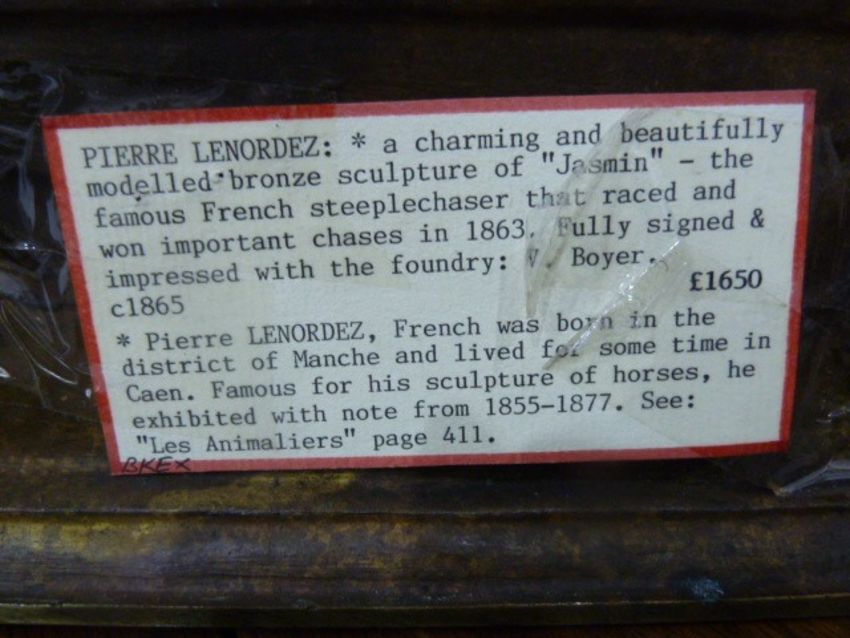 PIERRE LENORDEZ: * a charming and beautifully
modelled bronze sculpture of "Jasmin" - the
famous French steeplechaser that raced and
won important chases in 1863. Fully signed &
impressed with the foundry: V. Boyer.
£1650
c1865
* Pierre LENORDEZ, French was born in the
district of Manche and lived for some time in
Caen. Famous for his sculpture of horses, he
exhibited with note from 1855-1877. See:
"Les Animaliers" page 411.
BKEX